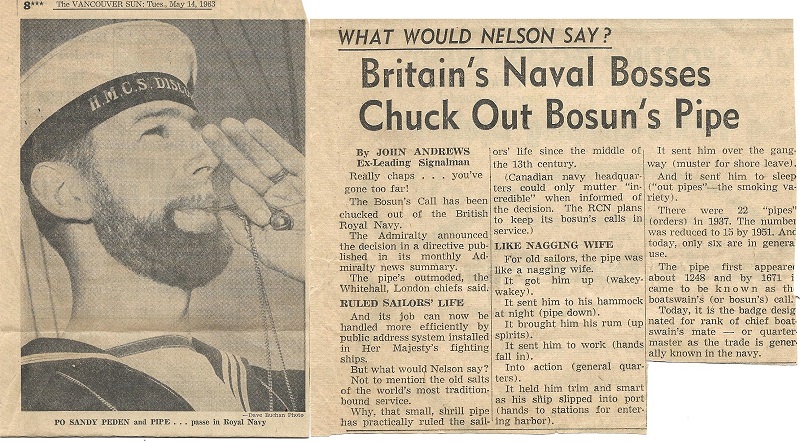 8*** The VANCOUVER SUN: Tues., May 14, 1963
H.M.C.S. DISC
—Dave Buchan Photo
PO SANDY PEDEN and PIPE . . . passe in Royal Navy
WHAT WOULD NELSON SAY?
Britain's Naval Bosses
Chuck Out Bosun's Pipe
By JOHN ANDREWS
Ex-Leading Signalman
Really chaps . . . you've
gone too far!
The Bosun's Call has been
chucked out of the British
Royal Navy.
The Admiralty announced
the decision in a directive pub-
lished in its monthly Ad-
miralty news summary.
The pipe's outmoded, the
Whitehall, London chiefs said.
RULED SAILORS' LIFE
And its job can now be
handled more efficiently by
public address system installed
in Her Majesty's fighting
ships.
But what would Nelson say?
Not to mention the old salts
of the world's most tradition-
bound service.
Why, that small, shrill pipe
has practically ruled the sail-
ors' life since the middle of
the 13th century.
(Canadian navy headquar-
ters could only mutter "in-
credible" when informed of
the decision. The RCN plans
to keep its bosun's calls in
service.)
LIKE NAGGING WIFE
For old sailors, the pipe was
like a nagging wife.
It got him up (wakey-
wakey).
It sent him to his hammock
at night (pipe down).
It brought him his rum (up
spirits).
It sent him to work (hands
fall in).
Into action (general quar-
ters).
It held him trim and smart
as his ship slipped into port
(hands to stations for enter-
ing harbor).
It sent him over the gang-
way (muster for shore leave).
And it sent him to sleep
("out pipes"—the smoking va-
riety).
There were 22 "pipes"
(orders) in 1937. The number
was reduced to 15 by 1951. And
today, only six are in general
use.
The pipe first appeared
about 1248 and by 1671 i
came to be known as the
boatswain's (or bosun's) call.
Today, it is the badge desig
nated for rank of chief boat-
swain's mate — or quarter-
master as the trade is gener-
ally known in the navy.